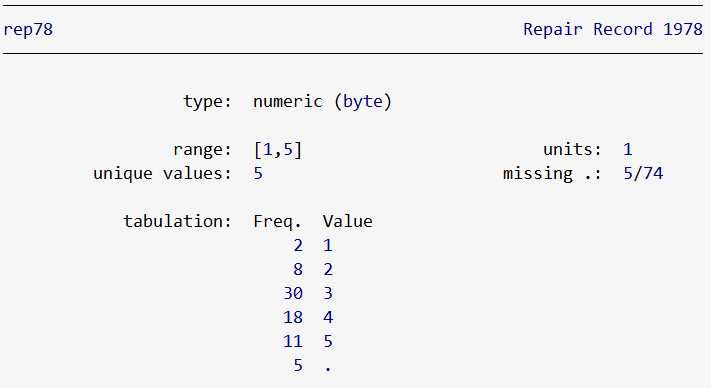 rep78 Repair Record 1978
type: numeric (byte)
range: [1,5] units: 1
unique values: 5 missing .: 5/74
tabulation: Freq. Value
2 1
8 2
30 3
18 4
11 5
5 .